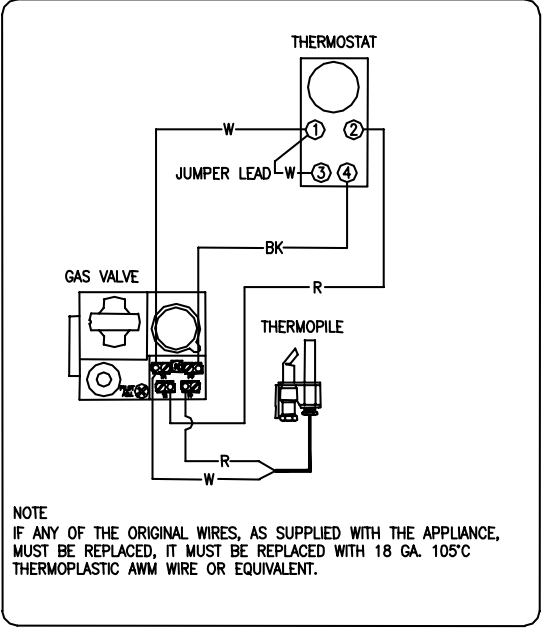 THERMOSTAT
W
1 2
JUMPER LEAD W 3 4
BK
GAS VALVE
R
THERMOPILE
R
W
NOTE
IF ANY OF THE ORIGINAL WIRES, AS SUPPLIED WITH THE APPLIANCE,
MUST BE REPLACED, IT MUST BE REPLACED WITH 18 GA. 105°C
THERMOPLASTIC AWM WIRE OR EQUIVALENT.